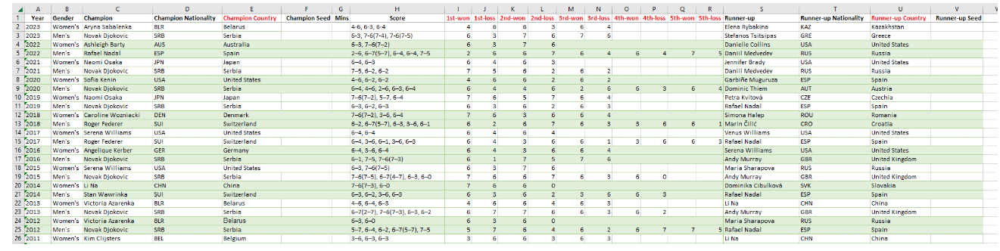 A B C D E F G H I J K L M N O P Q R S T U V
1 Year Gender Champion Champion Nationality Champion Country Champion Seed Mins Score 1st-won 1st-loss 2nd-won 2nd-loss 3rd-won 3rd-loss 4th-won 4th-loss 5th-won 5th-loss Runner-up Runner-up Nationality Runner-up Country Runner-up Seed
2 2023 Women's Aryna Sabalenka BLR Belarus 4-6, 6-3, 6-4 4 6 6 3 6 4 Elena Rybakina KAZ Kazakhstan
3 2023 Men's Novak Djokovic SRB Serbia 6-3, 7-6(7-4), 7-6(7-5) 6 3 7 6 7 6 Stefanos Tsitsipas GRE Greece
4 2022 Women's Ashleigh Barty AUS Australia 6–3, 7–6(7–2) 6 3 7 6 Danielle Collins USA United States
5 2022 Men's Rafael Nadal ESP Spain 2–6, 6–7(5–7), 6–4, 6–4, 7–5 2 6 6 7 6 4 6 4 7 5 Daniil Medvedev RUS Russia
6 2021 Women's Naomi Osaka JPN Japan 6–4, 6–3 6 4 6 3 Jennifer Brady USA United States
7 2021 Men's Novak Djokovic SRB Serbia 7–5, 6–2, 6–2 7 5 6 2 6 2 Daniil Medvedev RUS Russia
8 2020 Women's Sofia Kenin USA United States 4–6, 6–2, 6–2 4 6 6 2 6 2 Garbiñe Muguruza ESP Spain
9 2020 Men's Novak Djokovic SRB Serbia 6–4, 4–6, 2–6, 6–3, 6–4 6 4 4 6 2 6 6 3 6 4 Dominic Thiem AUT Austria
10 2019 Women's Naomi Osaka JPN Japan 7–6(7–2), 5–7, 6–4 7 6 5 7 6 4 Petra Kvitová CZE Czechia
11 2019 Men's Novak Djokovic SRB Serbia 6–3, 6–2, 6–3 6 3 6 2 6 3 Rafael Nadal ESP Spain
12 2018 Women's Caroline Wozniacki DEN Denmark 7–6(7–2), 3–6, 6–4 7 6 3 6 6 4 Simona Halep ROU Romania
13 2018 Men's Roger Federer SUI Switzerland 6–2, 6–7(5–7), 6–3, 3–6, 6–1 6 2 6 7 6 3 3 6 6 1 Marin Čilić CRO Croatia
14 2017 Women's Serena Williams USA United States 6–4, 6–4 6 4 6 4 Venus Williams USA United States
15 2017 Men's Roger Federer SUI Switzerland 6–4, 3–6, 6–1, 3–6, 6–3 6 4 3 6 6 1 3 6 6 3 Rafael Nadal ESP Spain
16 2016 Women's Angelique Kerber GER Germany 6–4, 3–6, 6–4 6 4 3 6 6 4 Serena Williams USA United States
17 2016 Men's Novak Djokovic SRB Serbia 6–1, 7–5, 7–6(7–3) 6 1 7 5 7 6 Andy Murray GBR United Kingdom
18 2015 Women's Serena Williams USA United States 6–3, 7–6(7–5) 6 3 7 6 Maria Sharapova RUS Russia
19 2015 Men's Novak Djokovic SRB Serbia 7–6(7–5), 6–7(4–7), 6–3, 6–0 7 6 6 7 6 3 6 0 Andy Murray GBR United Kingdom
20 2014 Women's Li Na CHN China 7–6(7–3), 6–0 7 6 6 0 Dominika Cibulková SVK Slovakia
21 2014 Men's Stan Wawrinka SUI Switzerland 6–3, 6–2, 3–6, 6–3 6 3 6 2 3 6 6 3 Rafael Nadal ESP Spain
22 2013 Women's Victoria Azarenka BLR Belarus 4–6, 6–4, 6–3 4 6 6 4 6 3 Li Na CHN China
23 2013 Men's Novak Djokovic SRB Serbia 6–7(2–7), 7–6(7–3), 6–3, 6–2 6 7 7 6 6 3 6 2 Andy Murray GBR United Kingdom
24 2012 Women's Victoria Azarenka BLR Belarus 6–3, 6–0 6 3 6 0 Maria Sharapova RUS Russia
25 2012 Men's Novak Djokovic SRB Serbia 5–7, 6–4, 6–2, 6–7(5–7), 7–5 5 7 6 4 6 2 6 7 7 5 Rafael Nadal ESP Spain
26 2011 Women's Kim Clijsters BEL Belgium 3–6, 6–3, 6–3 3 6 6 3 6 3 Li Na CHN China